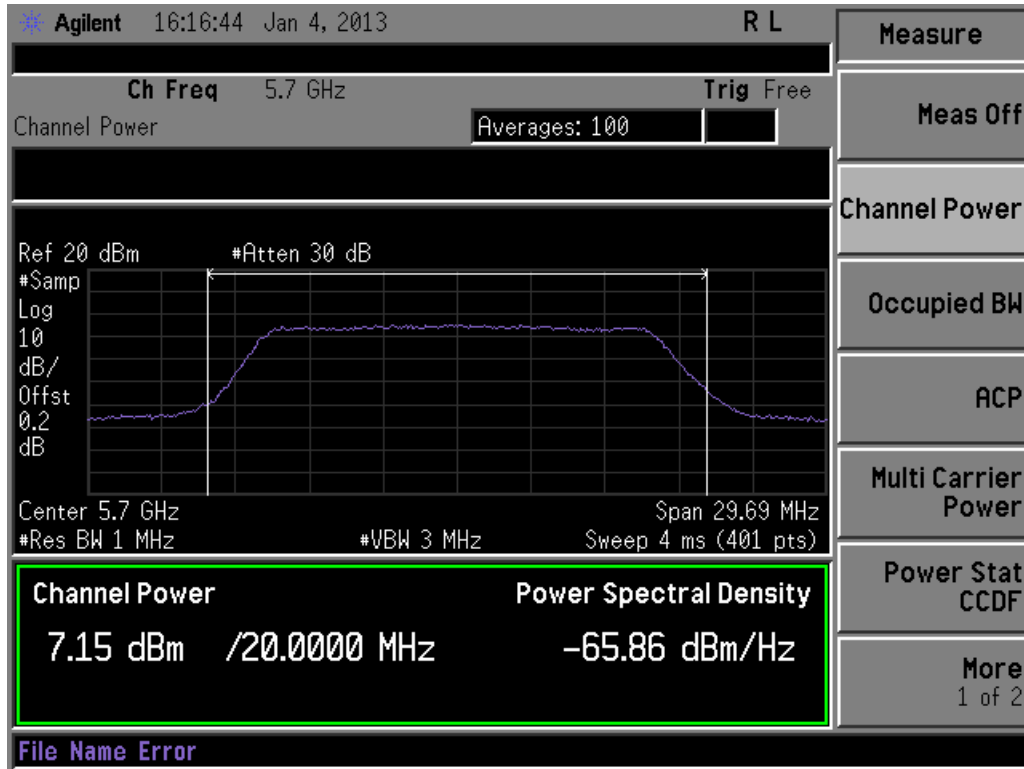 Agilent 16:16:44 Jan 4, 2013 R L
Ch Freq 5.7 GHz Trig Free
Channel Power Averages: 100
Ref 20 dBm #Atten 30 dB
#Samp
Log
10
dB/
Offst
0.2
dB
Center 5.7 GHz Span 29.69 MHz
#Res BW 1 MHz #VBW 3 MHz Sweep 4 ms (401 pts)
Channel Power Power Spectral Density
7.15 dBm /20.0000 MHz -65.86 dBm/Hz
File Name Error
Measure
Meas Off
Channel Power
Occupied BW
ACP
Multi Carrier
Power
Power Stat
CCDF
More
1 of 2